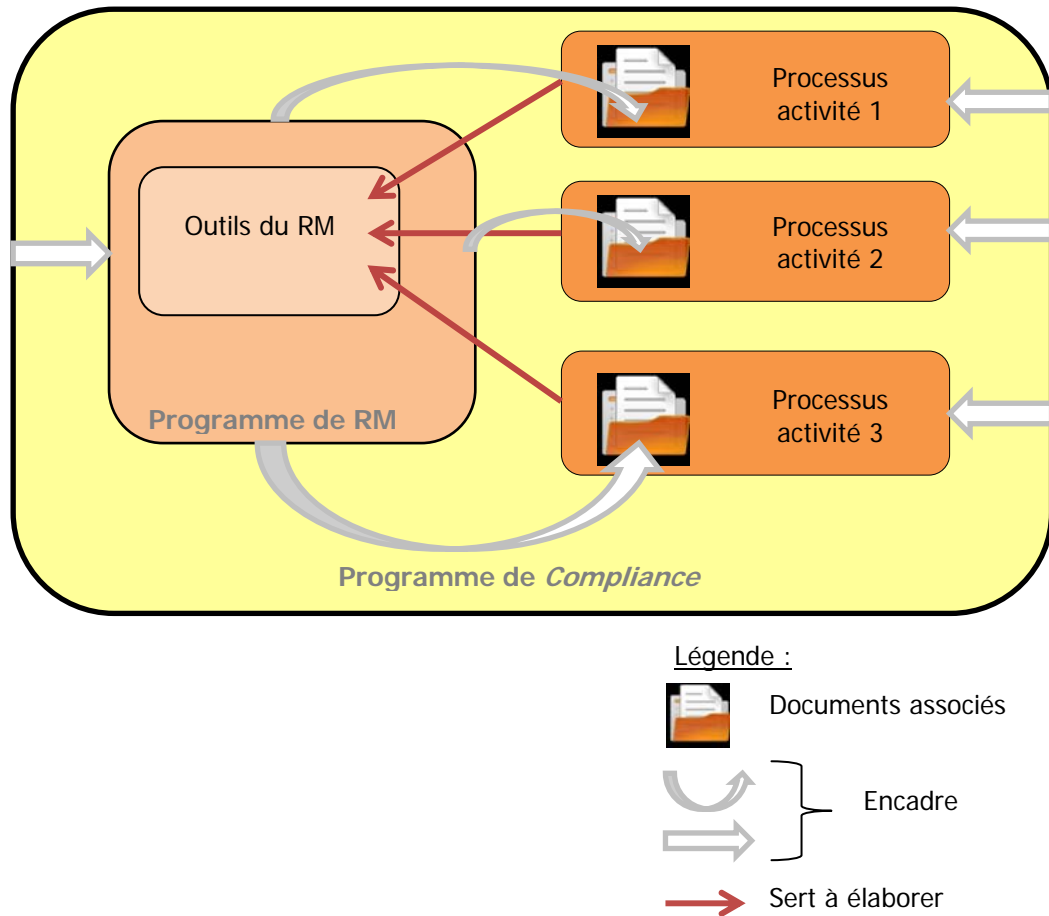 Processus
activité 1
Outils du RM
Processus
activité 2
Processus
activité 3
Programme de RM
Programme de Compliance
Légende :
Documents associés
Encadre
Sert à élaborer